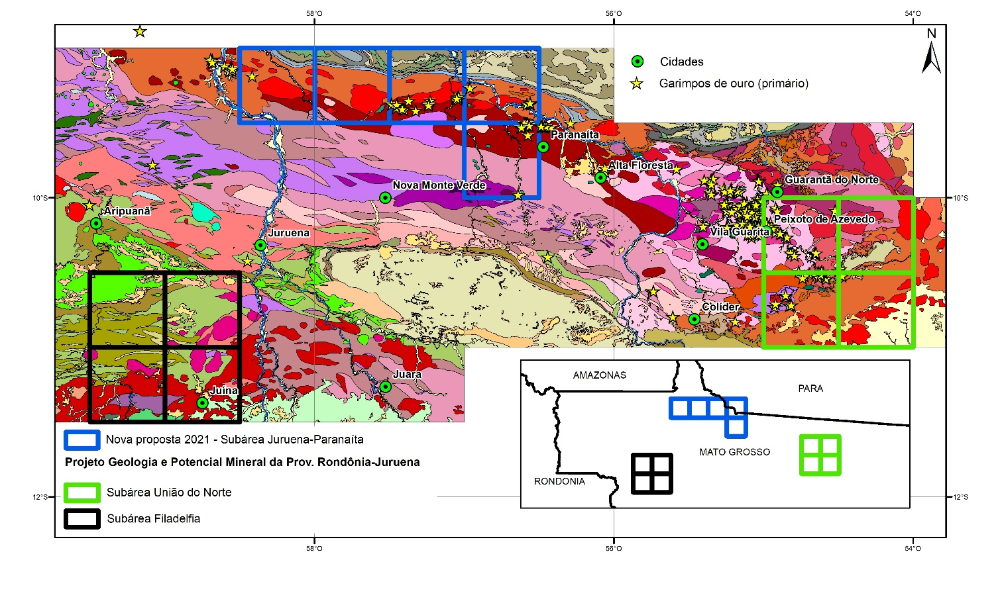 58°O
56°O
54°O
N
Cidades
Garimpos de ouro (primário)
Paranaíta
Alta Floresta
Guarantã do Norte
Nova Monte Verde
10°S
10°S
Aripuanã
Peixoto de Azevedo
Vila Guarita
Juruena
Colíder
Juara
Juína
AMAZONAS
PARA
MATO GROSSO
RONDONIA
Nova proposta 2021 - Subárea Juruena-Paranaíta
Projeto Geologia e Potencial Mineral da Prov. Rondônia-Juruena
Subárea União do Norte
12°S
12°S
Subárea Filadelfia
58°O
56°O
54°O